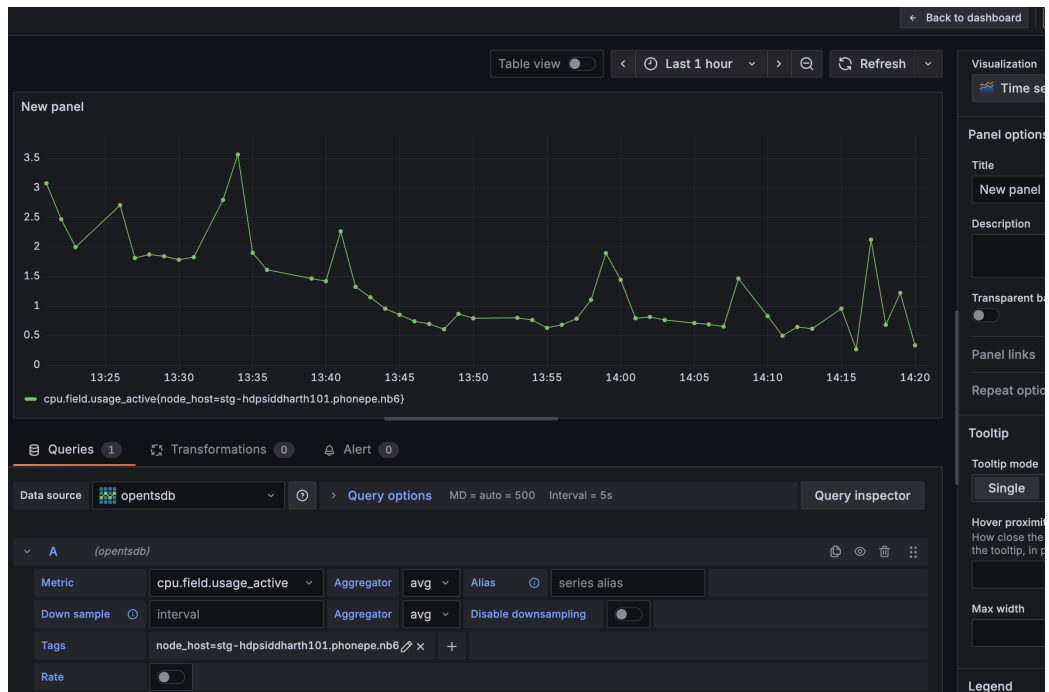 ← Back to dashboard
Table view
Last 1 hour
Refresh
Visualization
Time se
New panel
Panel options
3.5
3
2.5
2
1.5
1
0.5
0
13:25 13:30 13:35 13:40 13:45 13:50 13:55 14:00 14:05 14:10 14:15 14:20
cpu.field.usage_active{node_host=stg-hdpsiddharth101.phonepe.nb6}
Title
New panel
Description
Transparent ba
Panel links
Repeat optio
Queries 1 Transformations 0 Alert 0
Data source opentsdb Query options MD = auto = 500 Interval = 5s Query inspector
A (opentsdb)
Metric cpu.field.usage_active Aggregator avg Alias series alias
Down sample interval Aggregator avg Disable downsampling
Tags node_host=stg-hdpsiddharth101.phonepe.nb6
Rate
Tooltip
Tooltip mode
Single
Hover proximit
How close the
the tooltip, in p
Max width
Legend